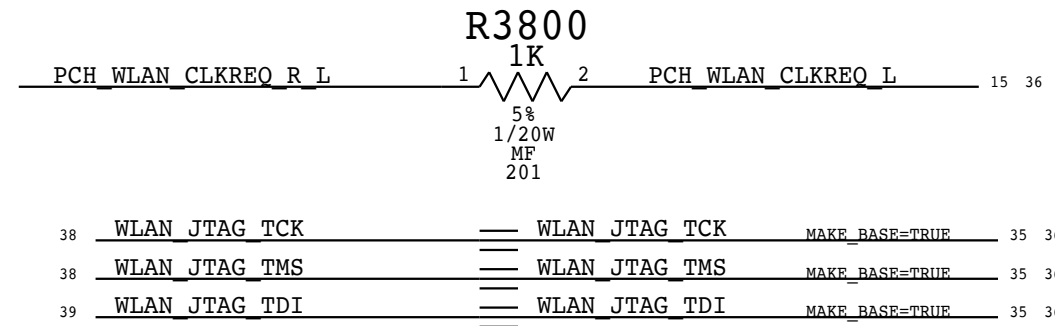 R3800
1K
PCH_WLAN_CLKREQ_R_L 1 2 PCH_WLAN_CLKREQ_L 15 36
5%
1/20W
MF
201
38 WLAN_JTAG_TCK WLAN_JTAG_TCK MAKE_BASE=TRUE 35
38 WLAN_JTAG_TMS WLAN_JTAG_TMS MAKE_BASE=TRUE 35
39 WLAN_JTAG_TDI WLAN_JTAG_TDI MAKE_BASE=TRUE 35